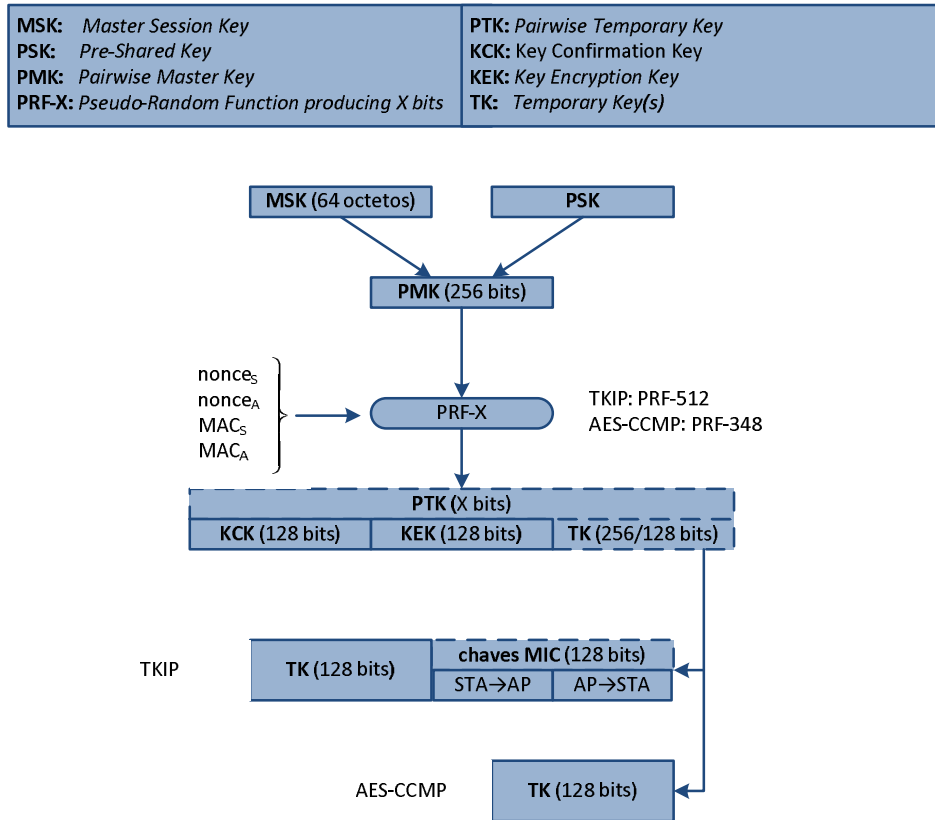 MSK: Master Session Key
PSK: Pre-Shared Key
PMK: Pairwise Master Key
PRF-X: Pseudo-Random Function producing X bits
PTK: Pairwise Temporary Key
KCK: Key Confirmation Key
KEK: Key Encryption Key
TK: Temporary Key(s)
MSK (64 octetos)
PSK
PMK (256 bits)
nonceS
nonceA
MACS
MACA
PRF-X
TKIP: PRF-512
AES-CCMP: PRF-348
PTK (X bits)
KCK (128 bits)
KEK (128 bits)
TK (256/128 bits)
TKIP
TK (128 bits)
chaves MIC (128 bits)
STA→AP
AP→STA
AES-CCMP
TK (128 bits)